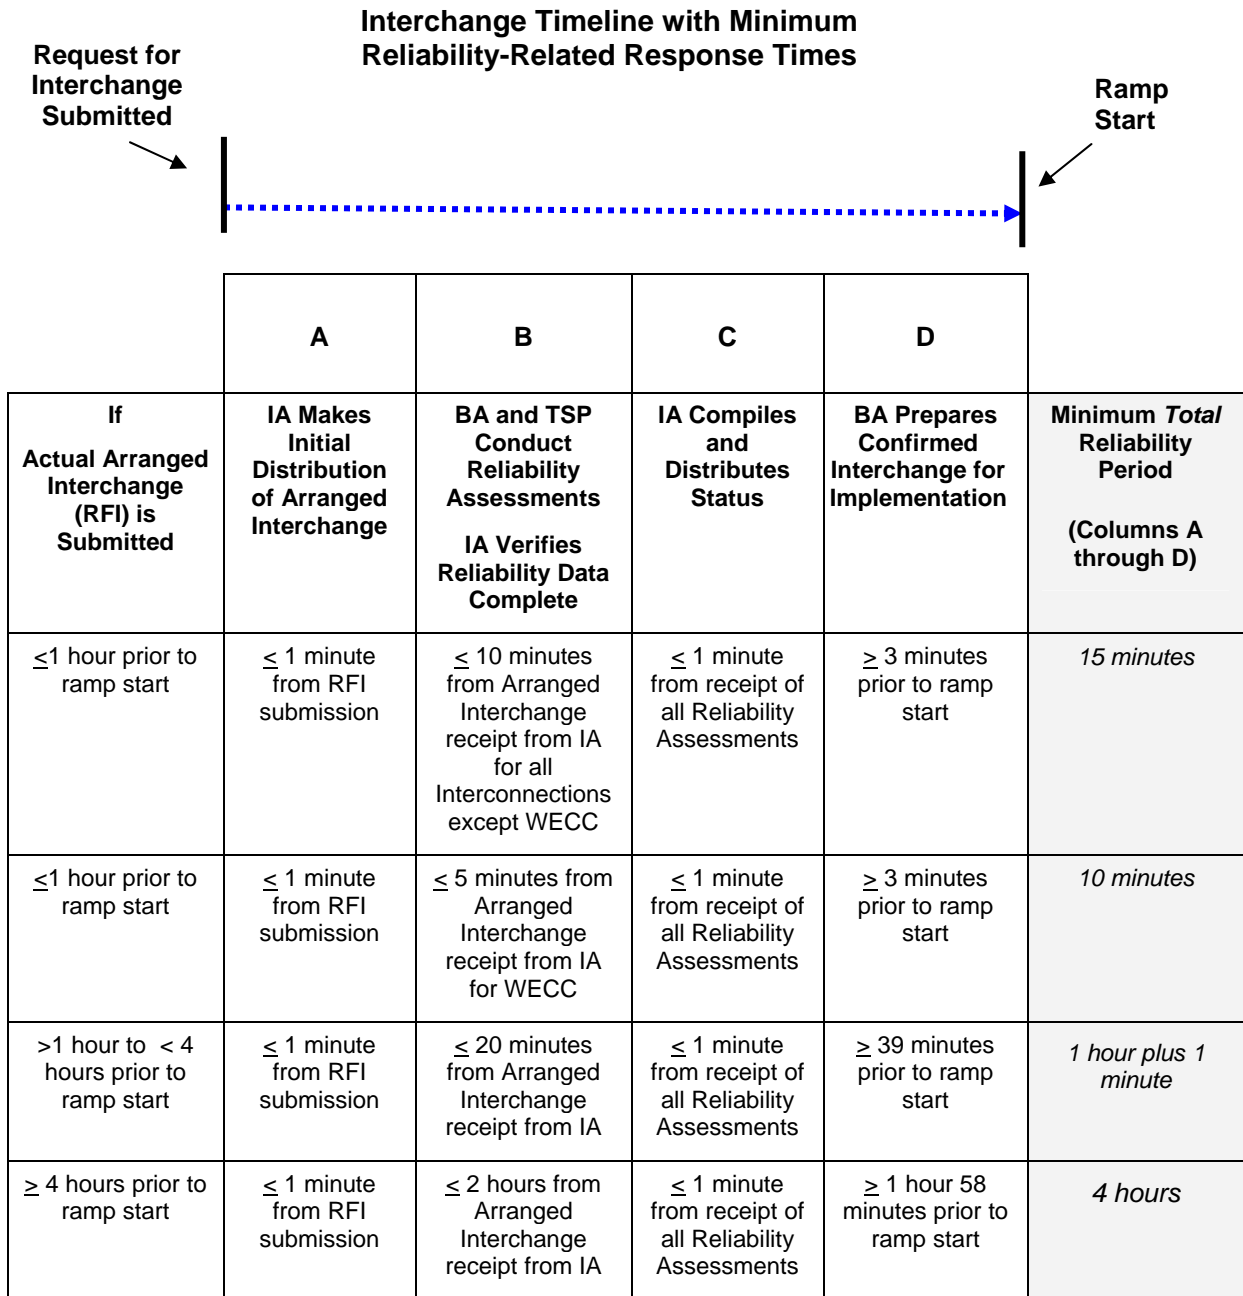 Interchange Timeline with Minimum
Reliability-Related Response Times
Request for
Interchange
Submitted
Ramp
Start
A
B
C
D
If
Actual Arranged
Interchange
(RFI) is
Submitted
IA Makes
Initial
Distribution
of Arranged
Interchange
BA and TSP
Conduct
Reliability
Assessments
IA Verifies
Reliability Data
Complete
IA Compiles
and
Distributes
Status
BA Prepares
Confirmed
Interchange for
Implementation
Minimum Total
Reliability
Period
(Columns A
through D)
<1 hour prior to
ramp start
< 1 minute
from RFI
submission
< 10 minutes
from Arranged
Interchange
receipt from IA
for all
Interconnections
except WECC
< 1 minute
from receipt of
all Reliability
Assessments
> 3 minutes
prior to ramp
start
15 minutes
<1 hour prior to
ramp start
< 1 minute
from RFI
submission
< 5 minutes from
Arranged
Interchange
receipt from IA
for WECC
< 1 minute
from receipt of
all Reliability
Assessments
> 3 minutes
prior to ramp
start
10 minutes
>1 hour to < 4
hours prior to
ramp start
< 1 minute
from RFI
submission
< 20 minutes
from Arranged
Interchange
receipt from IA
< 1 minute
from receipt of
all Reliability
Assessments
> 39 minutes
prior to ramp
start
1 hour plus 1
minute
> 4 hours prior to
ramp start
< 1 minute
from RFI
submission
< 2 hours from
Arranged
Interchange
receipt from IA
< 1 minute
from receipt of
all Reliability
Assessments
> 1 hour 58
minutes prior to
ramp start
4 hours